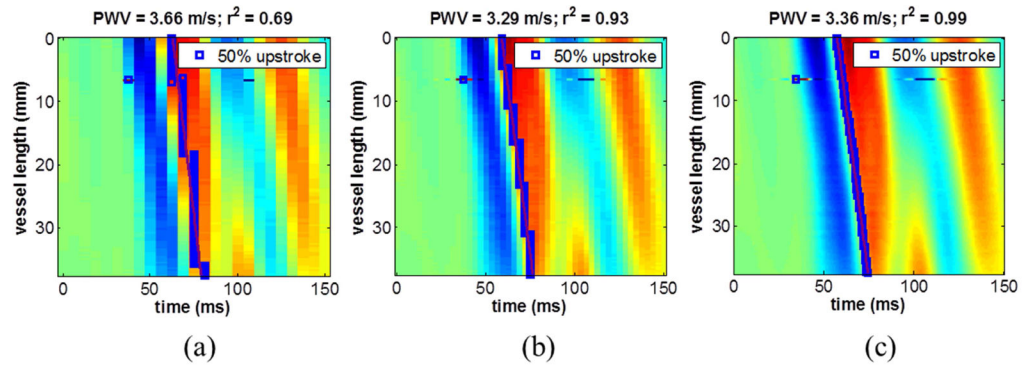 PWV = 3.66 m/s; r² = 0.69
PWV = 3.29 m/s; r² = 0.93
PWV = 3.36 m/s; r² = 0.99
50% upstroke
50% upstroke
50% upstroke
vessel length (mm)
0
10
20
30
vessel length (mm)
0
10
20
30
vessel length (mm)
0
10
20
30
0 50 100 150
0 50 100 150
0 50 100 150
time (ms)
time (ms)
time (ms)
(a)
(b)
(c)